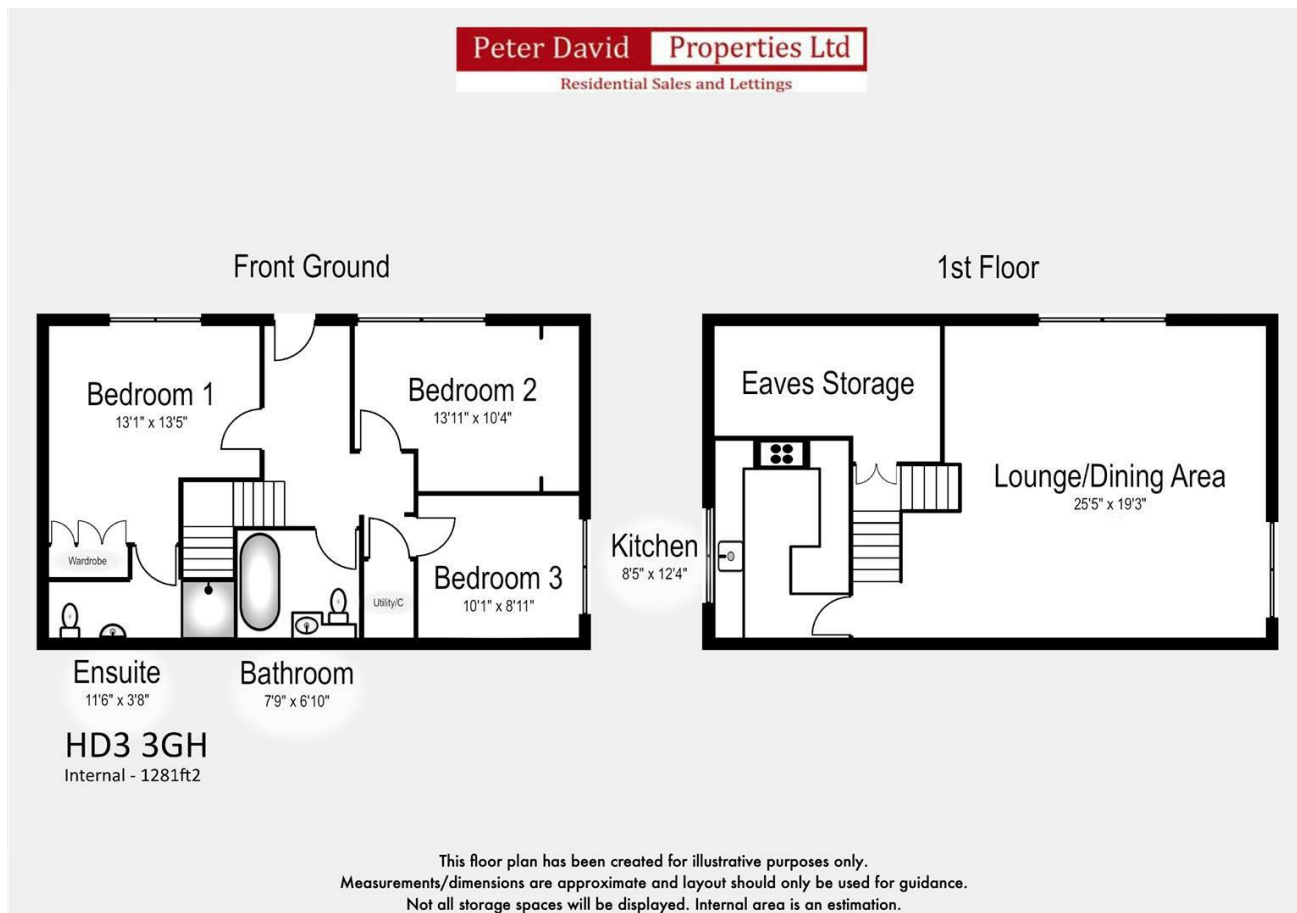 Peter David Properties Ltd
Residential Sales and Lettings
Front Ground
Bedroom 1
13'1" x 13'5"
Bedroom 2
13'11" x 10'4"
Wardrobe
Utility/C
Bedroom 3
10'1" x 8'11"
Ensuite
11'6" x 3'8"
Bathroom
7'9" x 6'10"
1st Floor
Eaves Storage
Lounge/Dining Area
25'5" x 19'3"
Kitchen
8'5" x 12'4"
HD3 3GH
Internal - 1281ft2
This floor plan has been created for illustrative purposes only.
Measurements/dimensions are approximate and layout should only be used for guidance.
Not all storage spaces will be displayed. Internal area is an estimation.